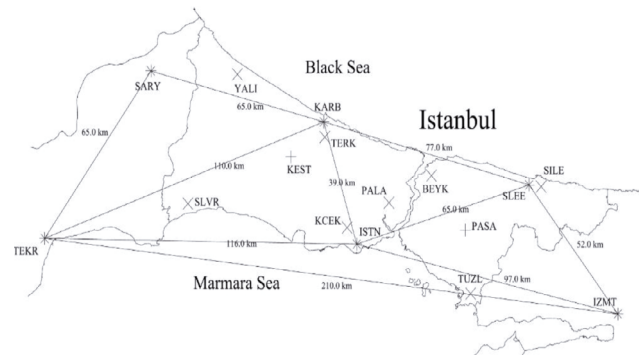 Black Sea
YALI
SARY
65.0 km
KARB
Istanbul
TERK
65.0 km
77.0 km
KEST
110.0 km
SILE
BEYK
SLEE
39.0 km
PALA
SLVR
65.0 km
KCEK
PASA
ISTN
TEKR
116.0 km
52.0 km
Marmara Sea
TUZL
97.0 km
210.0 km
IZMT